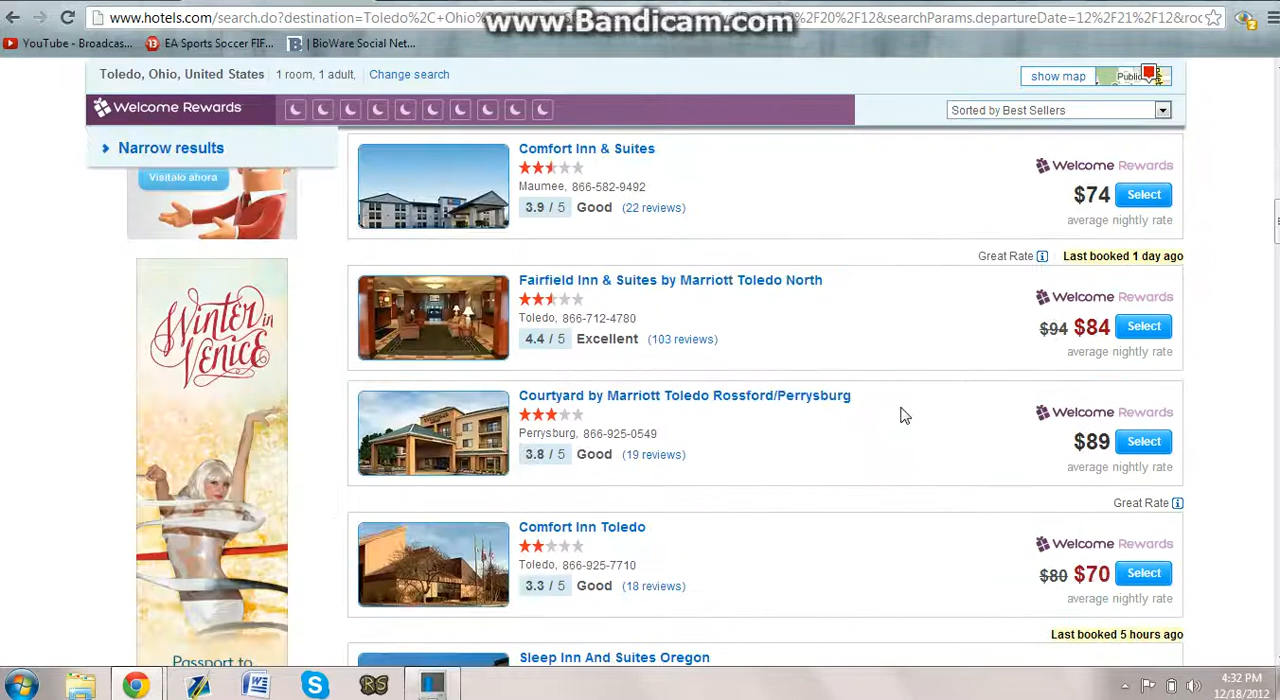 www.Bandicam.com
www.hotels.com/search.do?destination=Toledo%2C+Ohio%2C
%2F20%2F12&searchParams.departureDate=12%2F21%2F12&roo
YouTube - Broadcas...
EA Sports Soccer FIF...
| BioWare Social Net...
Toledo, Ohio, United States
1 room, 1 adult,
Change search
show map
Public
Welcome Rewards
Sorted by Best Sellers
Narrow results
Visítalo ahora
Winter in
Venice
Passport to
Comfort Inn & Suites
Maumee, 866-582-9492
3.9 / 5 Good (22 reviews)
Welcome Rewards
$74 Select
average nightly rate
Great Rate
Last booked 1 day ago
Fairfield Inn & Suites by Marriott Toledo North
Toledo, 866-712-4780
4.4 / 5 Excellent (103 reviews)
Welcome Rewards
$94 $84 Select
average nightly rate
Courtyard by Marriott Toledo Rossford/Perrysburg
Perrysburg, 866-925-0549
3.8 / 5 Good (19 reviews)
Welcome Rewards
$89 Select
average nightly rate
Great Rate
Comfort Inn Toledo
Toledo, 866-925-7710
3.3 / 5 Good (18 reviews)
Welcome Rewards
$80 $70 Select
average nightly rate
Last booked 5 hours ago
Sleep Inn And Suites Oregon
4:32 PM
12/18/2012